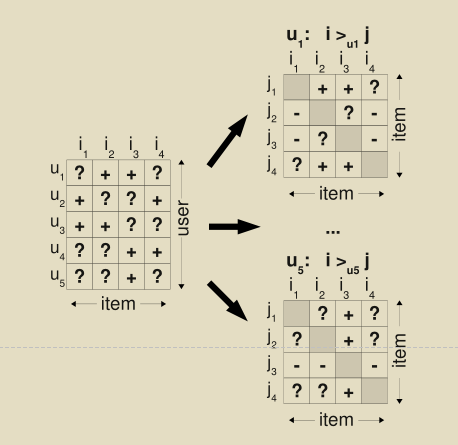 i1 i2 i3 i4
u1 ? + + ?
u2 + ? ? +
u3 + + ? ?
u4 ? ? + +
u5 ? ? + ?
item
user
u1: i >u1 j
i1 i2 i3 i4
j1 + + ?
j2 - ? -
j3 - ? -
j4 ? + +
item
item
...
u5: i >u5 j
i1 i2 i3 i4
j1 ? + ?
j2 ? + ?
j3 - - -
j4 ? ? +
item
item